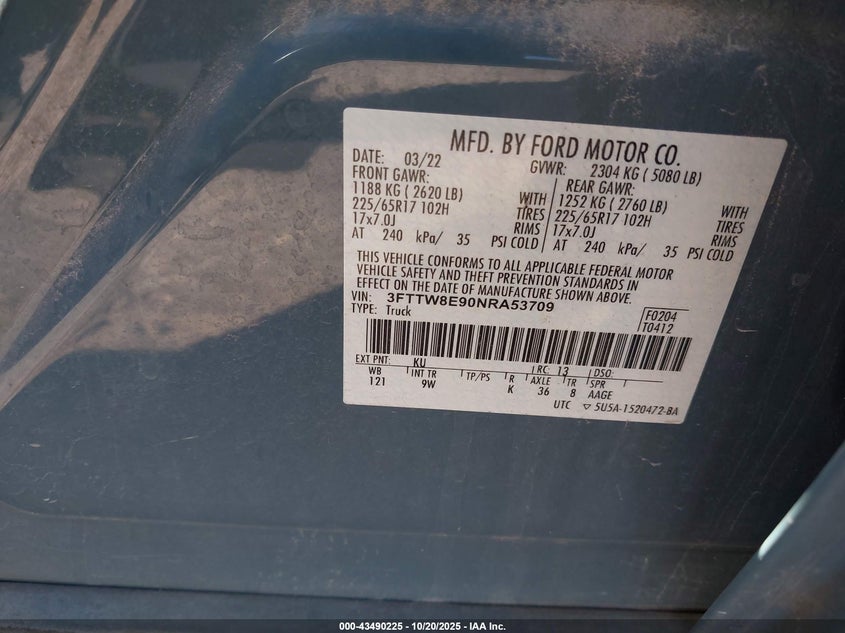 MFD. BY FORD MOTOR CO.
DATE: 03/22 GVWR: 2304 KG ( 5080 LB)
FRONT GAWR: REAR GAWR:
1188 KG ( 2620 LB) WITH 1252 KG ( 2760 LB) WITH
225/65R17 102H TIRES 225/65R17 102H TIRES
17x7.0J RIMS 17x7.0J RIMS
AT 240 kPa/ 35 PSI COLD AT 240 kPa/ 35 PSI COLD
THIS VEHICLE CONFORMS TO ALL APPLICABLE FEDERAL MOTOR
VEHICLE SAFETY AND THEFT PREVENTION STANDARDS IN
EFFECT ON THE DATE OF MANUFACTURE SHOWN ABOVE.
VIN: 3FTTW8E90NRA53709
TYPE: Truck
F0204
T0412
EXT PNT: KU RC: 13 DSO:
WB INT TR TP/PS R AXLE TR SPR
121 9W K 36 8 AAGE
UTC ▽ 5U5A-1520472-BA
000-43490225 - 10/20/2025 - IAA Inc.